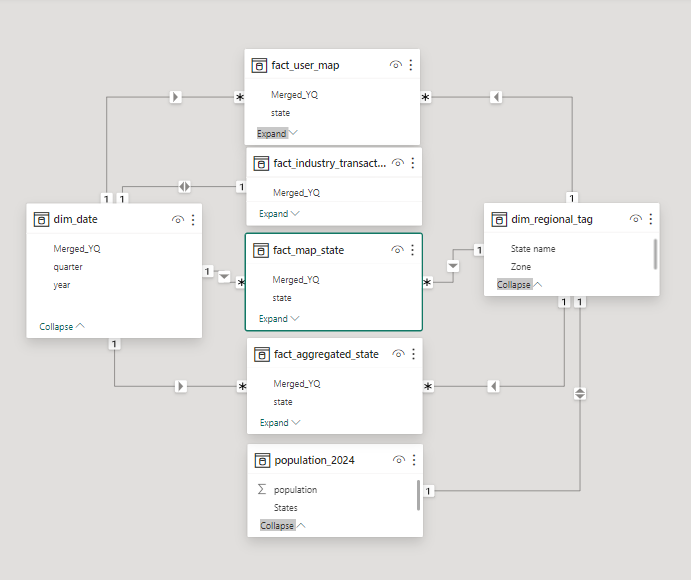 fact_user_map
Merged_YQ
state
Expand
1 * * 1
fact_industry_transact...
Merged_YQ
Expand
1 1
dim_date
Merged_YQ
quarter
year
Collapse
dim_regional_tag
State name
Zone
Collapse
fact_map_state
Merged_YQ
state
Expand
1 * * 1
fact_aggregated_state
Merged_YQ
state
Expand
1 * * 1
population_2024
∑ population
States
Collapse
1 1